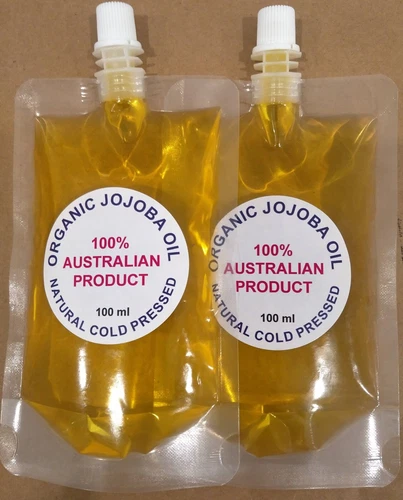 ORGANIC JOJOBA OIL
100%
AUSTRALIAN
PRODUCT
100 ml
NATURAL COLD PRESSED
ORGANIC JOJOBA OIL
100%
AUSTRALIAN
PRODUCT
100 ml
NATURAL COLD PRESSED